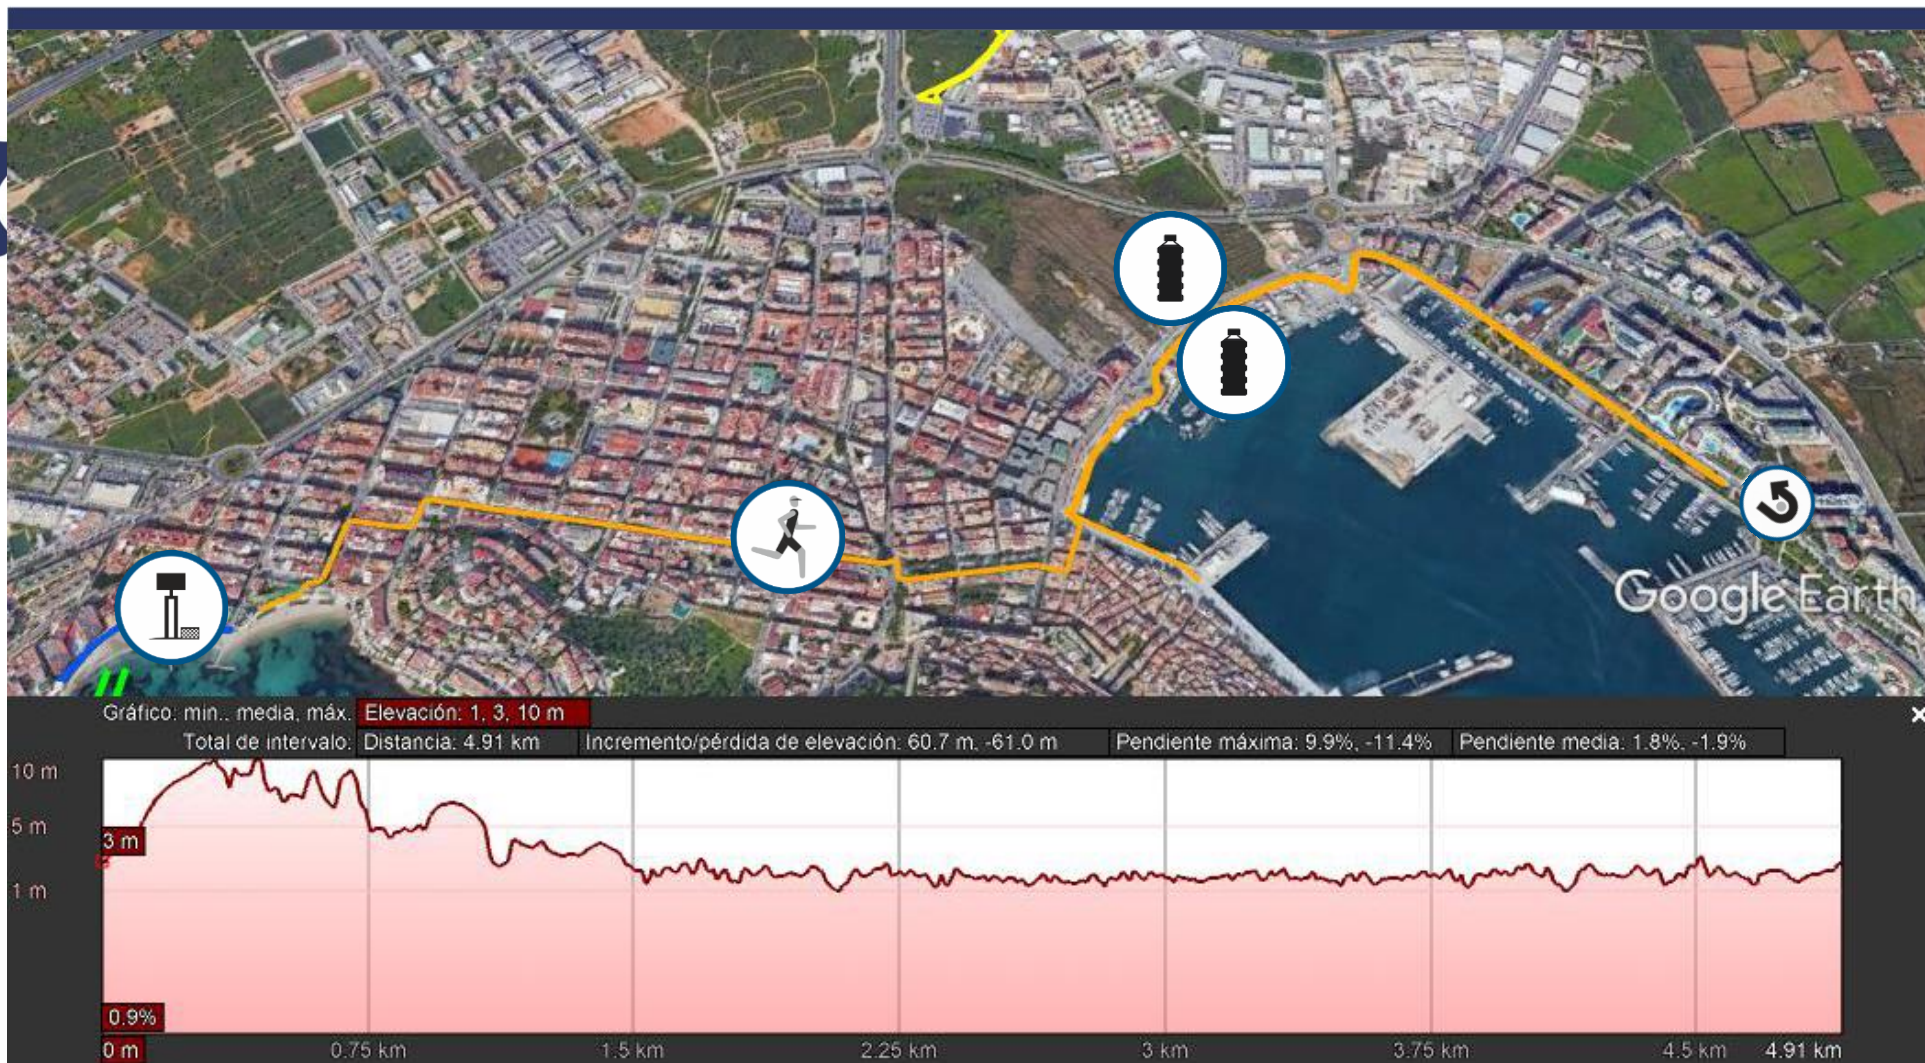 Google Earth
Gráfico: min.. media, máx. Elevación: 1, 3, 10 m
Total de intervalo: Distancia: 4.91 km Incremento/pérdida de elevación: 60.7 m, -61.0 m Pendiente máxima: 9.9%, -11.4% Pendiente media: 1.8%, -1.9%
10 m
5 m
3 m
1 m
0.9%
0 m 0.75 km 1.5 km 2.25 km 3 km 3.75 km 4.5 km 4.91 km